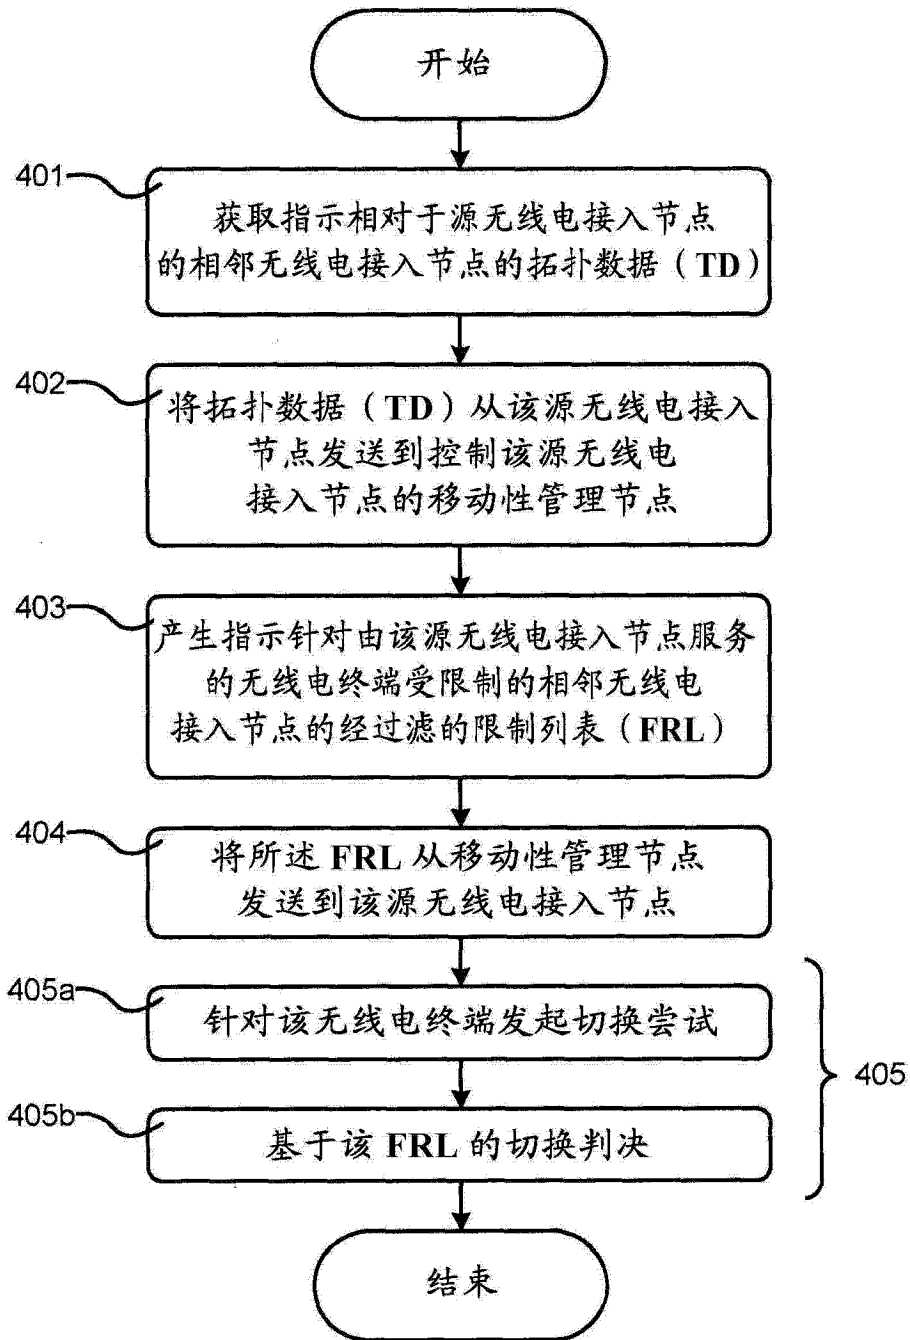 开始
401
获取指示相对于源无线电接入节点
的相邻无线电接入节点的拓扑数据（TD）
402
将拓扑数据（TD）从该源无线电接入
节点发送到控制该源无线电
接入节点的移动性管理节点
403
产生指示针对由该源无线电接入节点服务
的无线电终端受限制的相邻无线电
接入节点的经过滤的限制列表（FRL）
404
将所述 FRL 从移动性管理节点
发送到该源无线电接入节点
405a
针对该无线电终端发起切换尝试
405
405b
基于该 FRL 的切换判决
结束